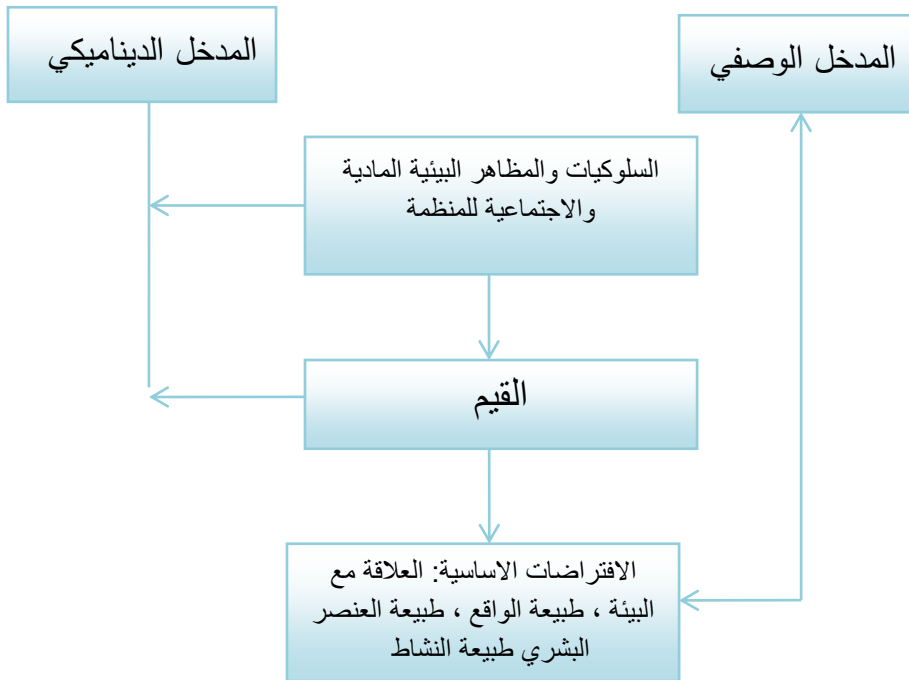 المدخل الوصفي
المدخل الديناميكي
السلوكيات والمظاهر البيئية المادية
والاجتماعية للمنظمة
القيم
الافتراضات الاساسية: العلاقة مع
البيئة ، طبيعة الواقع ، طبيعة العنصر
البشري طبيعة النشاط